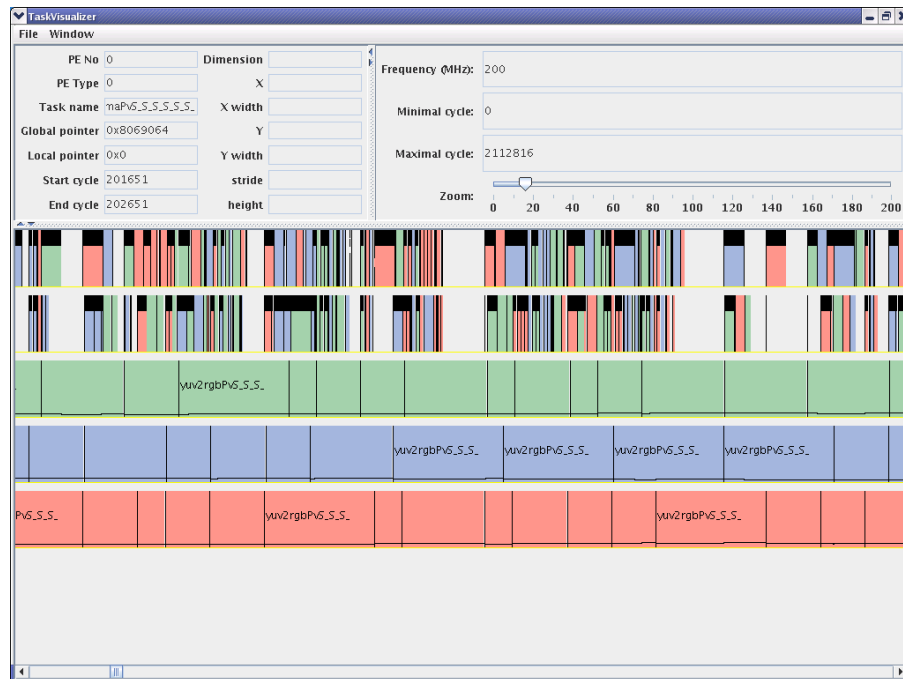 TaskVisualizer
File Window
PE No 0 Dimension
PE Type 0 X
Task name naPvS_S_S_S_S_S_ X width
Global pointer 0x8069064 Y
Local pointer 0x0 Y width
Start cycle 201651 stride
End cycle 202651 height
Frequency (MHz): 200
Minimal cycle: 0
Maximal cycle: 2112816
Zoom:
0 20 40 60 80 100 120 140 160 180 200
yuv2rgbPvS_S_S_
yuv2rgbPvS_S_S_ yuv2rgbPvS_S_S_ yuv2rgbPvS_S_S_ yuv2rgbPvS_S_S_
PvS_S_S_ yuv2rgbPvS_S_S_ yuv2rgbPvS_S_S_